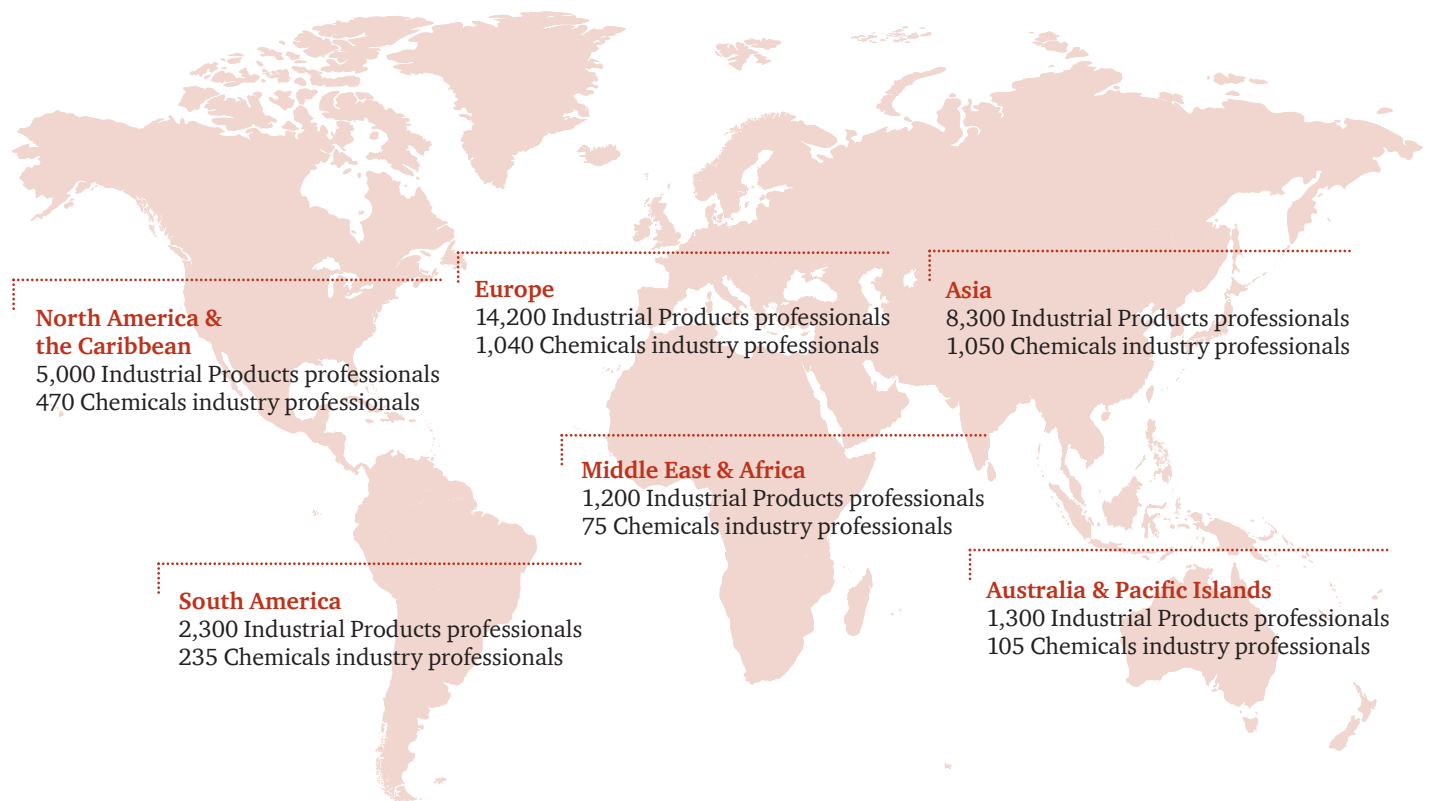 North America &
the Caribbean
5,000 Industrial Products professionals
470 Chemicals industry professionals
Europe
14,200 Industrial Products professionals
1,040 Chemicals industry professionals
Asia
8,300 Industrial Products professionals
1,050 Chemicals industry professionals
Middle East & Africa
1,200 Industrial Products professionals
75 Chemicals industry professionals
South America
2,300 Industrial Products professionals
235 Chemicals industry professionals
Australia & Pacific Islands
1,300 Industrial Products professionals
105 Chemicals industry professionals